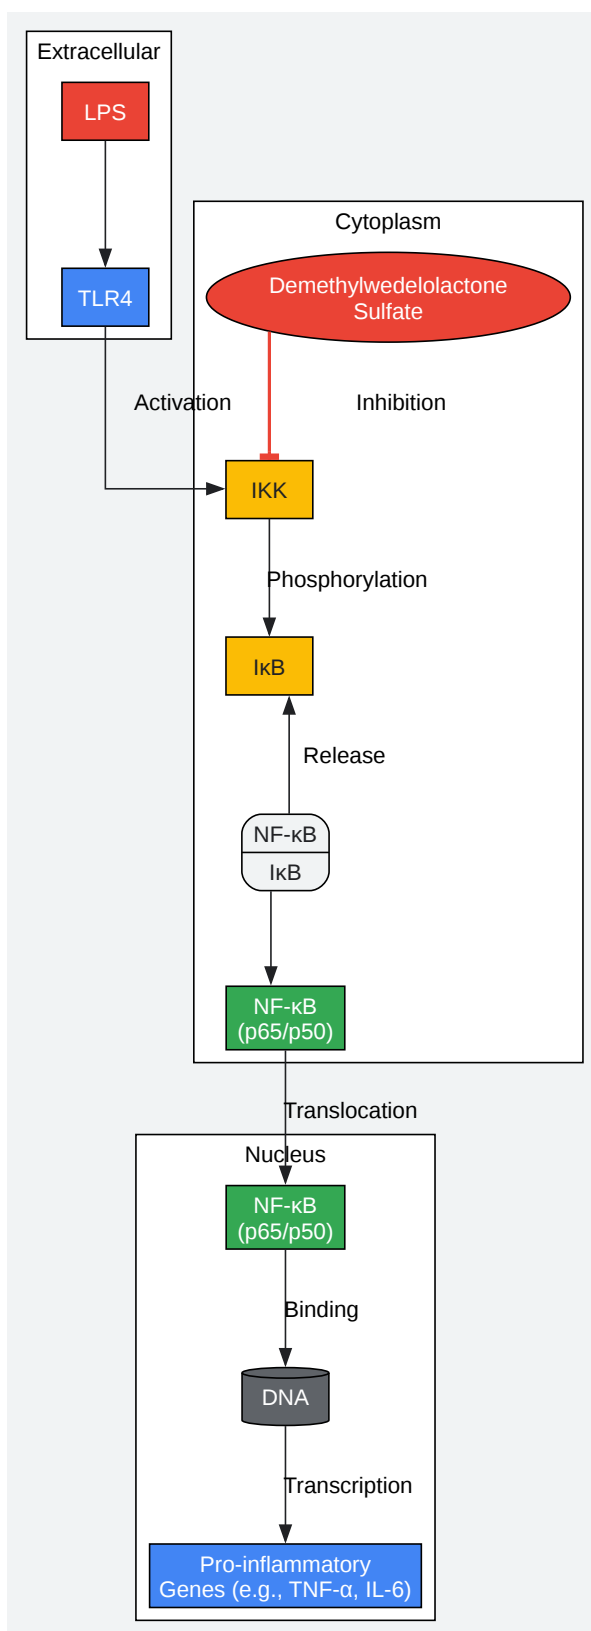 Extracellular
LPS
TLR4
Cytoplasm
Demethylwedelolactone
Sulfate
Activation
Inhibition
IKK
Phosphorylation
IκB
Release
NF-κB
IκB
NF-κB
(p65/p50)
Translocation
Nucleus
NF-κB
(p65/p50)
Binding
DNA
Transcription
Pro-inflammatory
Genes (e.g., TNF-α, IL-6)